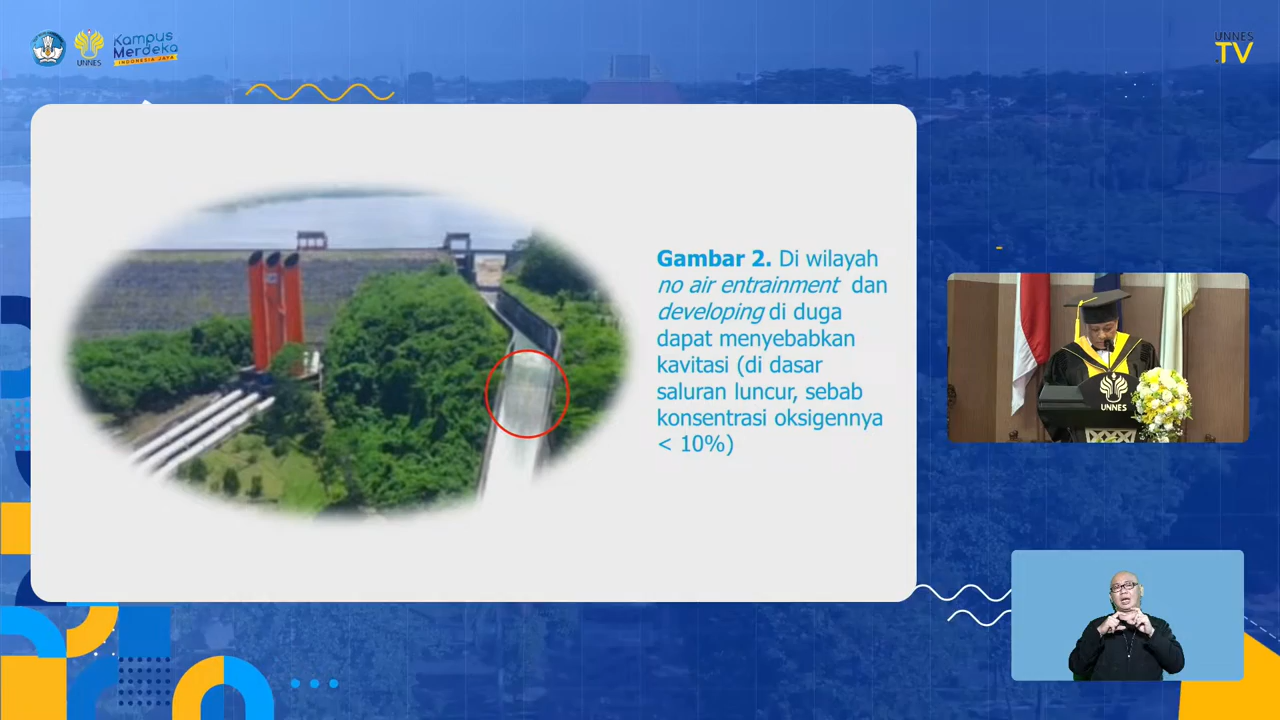 UNNES
Kampus
Merdeka
INDONESIA JAYA
UNNES
TV
Gambar 2. Di wilayah
no air entrainment dan
developing di duga
dapat menyebabkan
kavitasi (di dasar
saluran luncur, sebab
konsentrasi oksigennya
< 10%)
UNNES